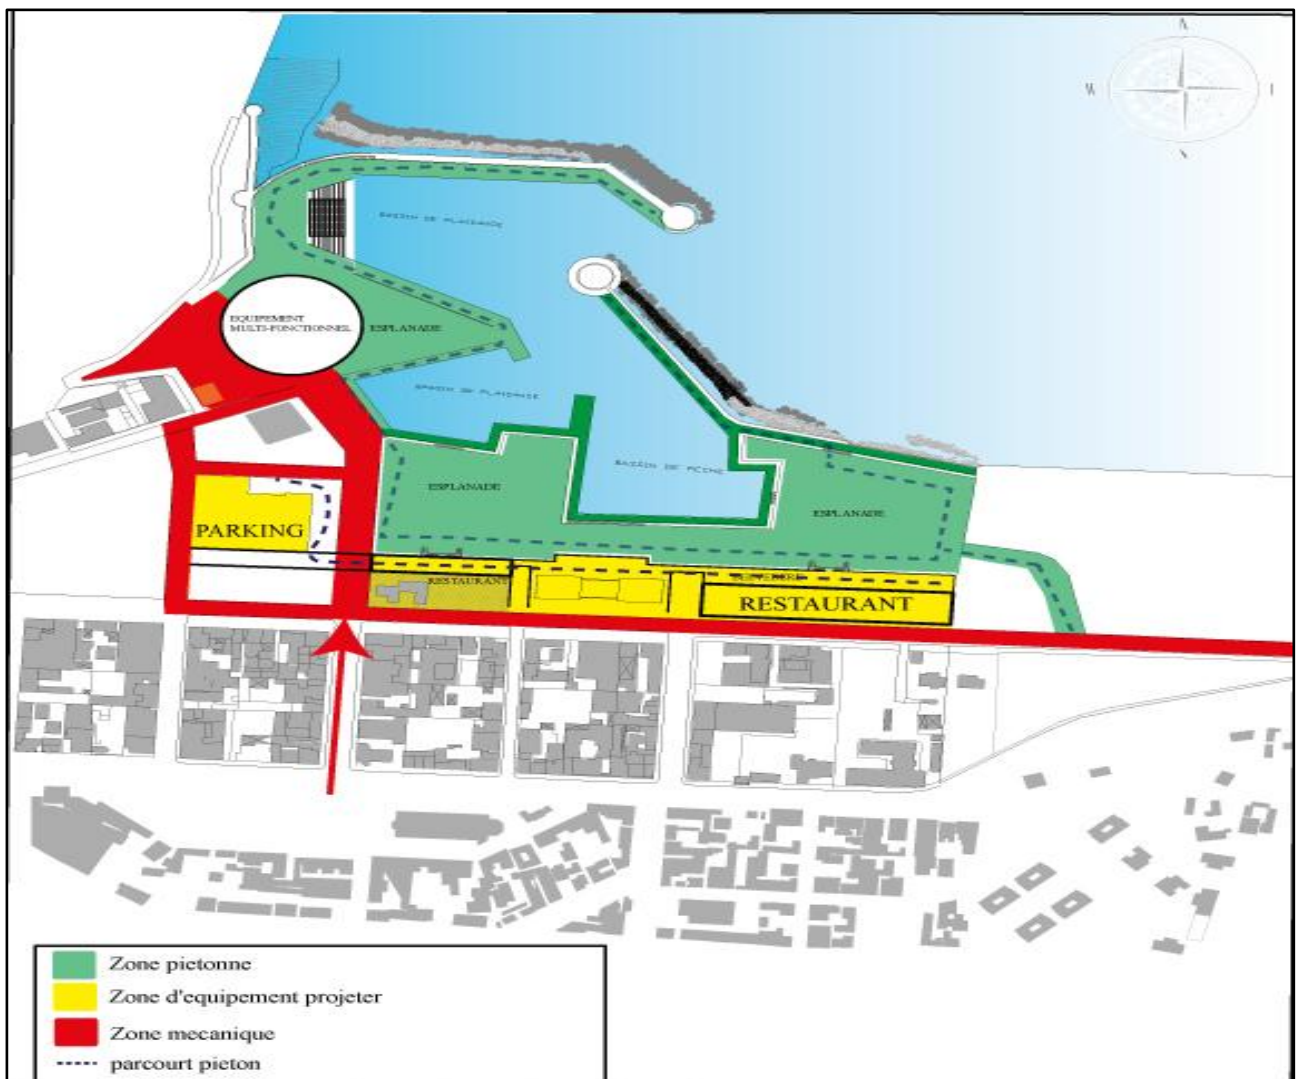 N
W
I
BASSIN DE PLAISANCE
EQUIPEMENT
MULTI-FONCTIONNEL
ESPLANADE
BASSIN DE PLAISANCE
BASSIN DE PECHE
ESPLANADE
ESPLANADE
PARKING
RESTAURANT
RESTAURANT
Zone pietonne
Zone d'equipement projeter
Zone mecanique
parcourt pieton